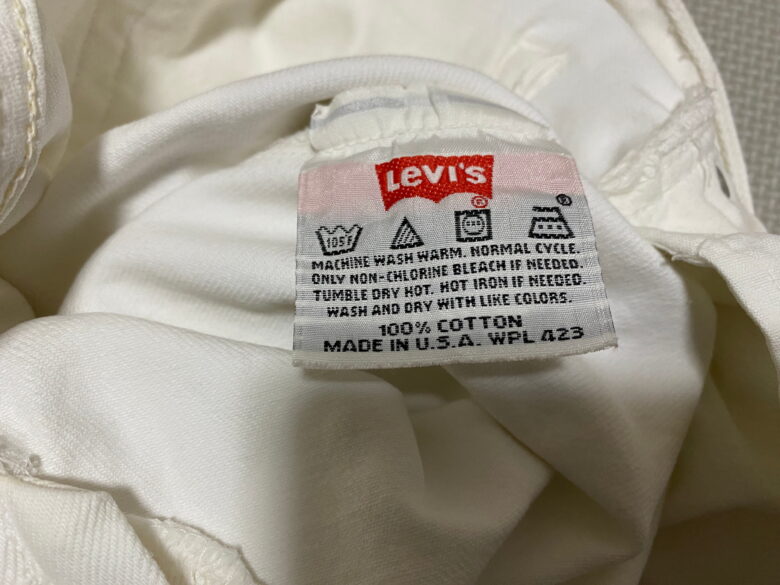 Levi's
®
105°F
MACHINE WASH WARM. NORMAL CYCLE.
ONLY NON-CHLORINE BLEACH IF NEEDED.
TUMBLE DRY HOT. HOT IRON IF NEEDED.
WASH AND DRY WITH LIKE COLORS.
100% COTTON
MADE IN U.S.A. WPL 423